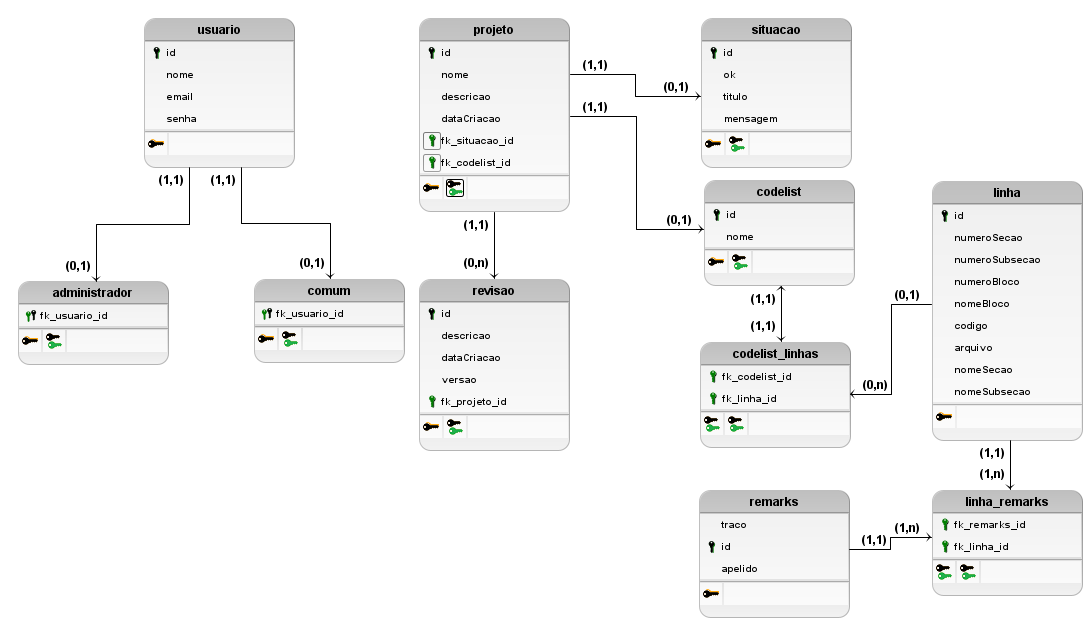 usuario
id
nome
email
senha
(1,1)
(1,1)
(0,1)
(0,1)
administrador
fk_usuario_id
comum
fk_usuario_id
projeto
id
nome
descricao
dataCriacao
fk_situacao_id
fk_codelist_id
(1,1)
(0,n)
revisao
id
descricao
dataCriacao
versao
fk_projeto_id
(1,1)
(0,1)
(1,1)
(0,1)
situacao
id
ok
titulo
mensagem
codelist
id
nome
(1,1)
(1,1)
codelist_linhas
fk_codelist_id
fk_linha_id
(0,1)
(0,n)
linha
id
numeroSecao
numeroSubsecao
numeroBloco
nomeBloco
codigo
arquivo
nomeSecao
nomeSubsecao
(1,1)
(1,n)
remarks
traco
id
apelido
(1,1)
(1,n)
linha_remarks
fk_remarks_id
fk_linha_id